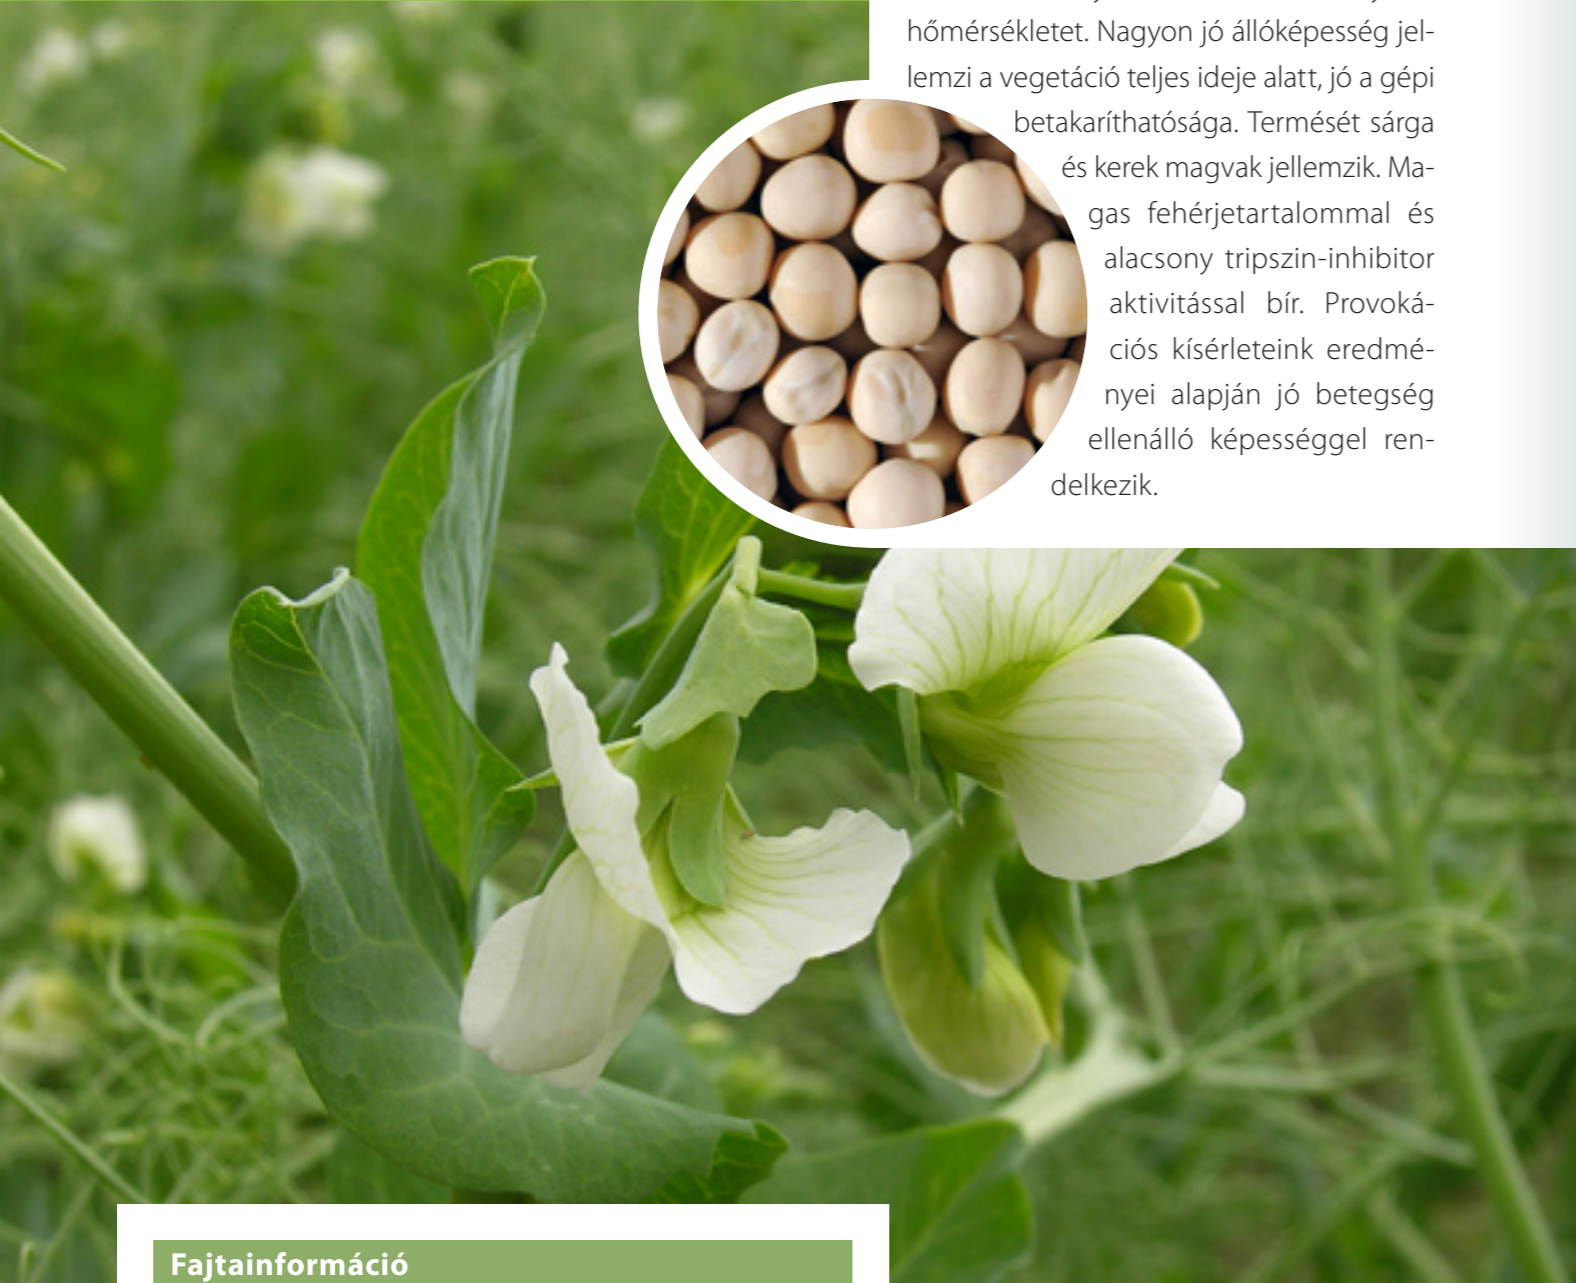 hőmérsékletet. Nagyon jó állóképesség jel-
lemzi a vegetáció teljes ideje alatt, jó a gépi
betakaríthatósága. Termését sárga
és kerek magvak jellemzik. Ma-
gas fehérjetartalommal és
alacsony tripszin-inhibitor
aktivitással bír. Provoká-
ciós kísérleteink eredmé-
nyei alapján jó betegség
ellenálló képességgel ren-
delkezik.
Fajtainformáció